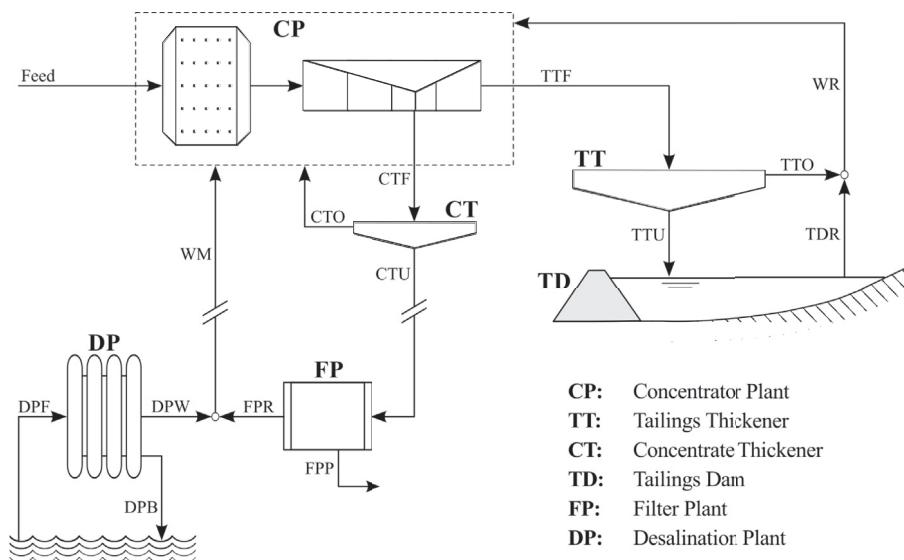 CP
Feed
TTF
WR
TT
TTO
CTF
CTO
CT
TTU
TDR
WM
CTU
TD
DP
FP
DPF
DPW
FPR
FPP
DPB
CP: Concentrator Plant
TT: Tailings Thickener
CT: Concentrate Thickener
TD: Tailings Dam
FP: Filter Plant
DP: Desalination Plant